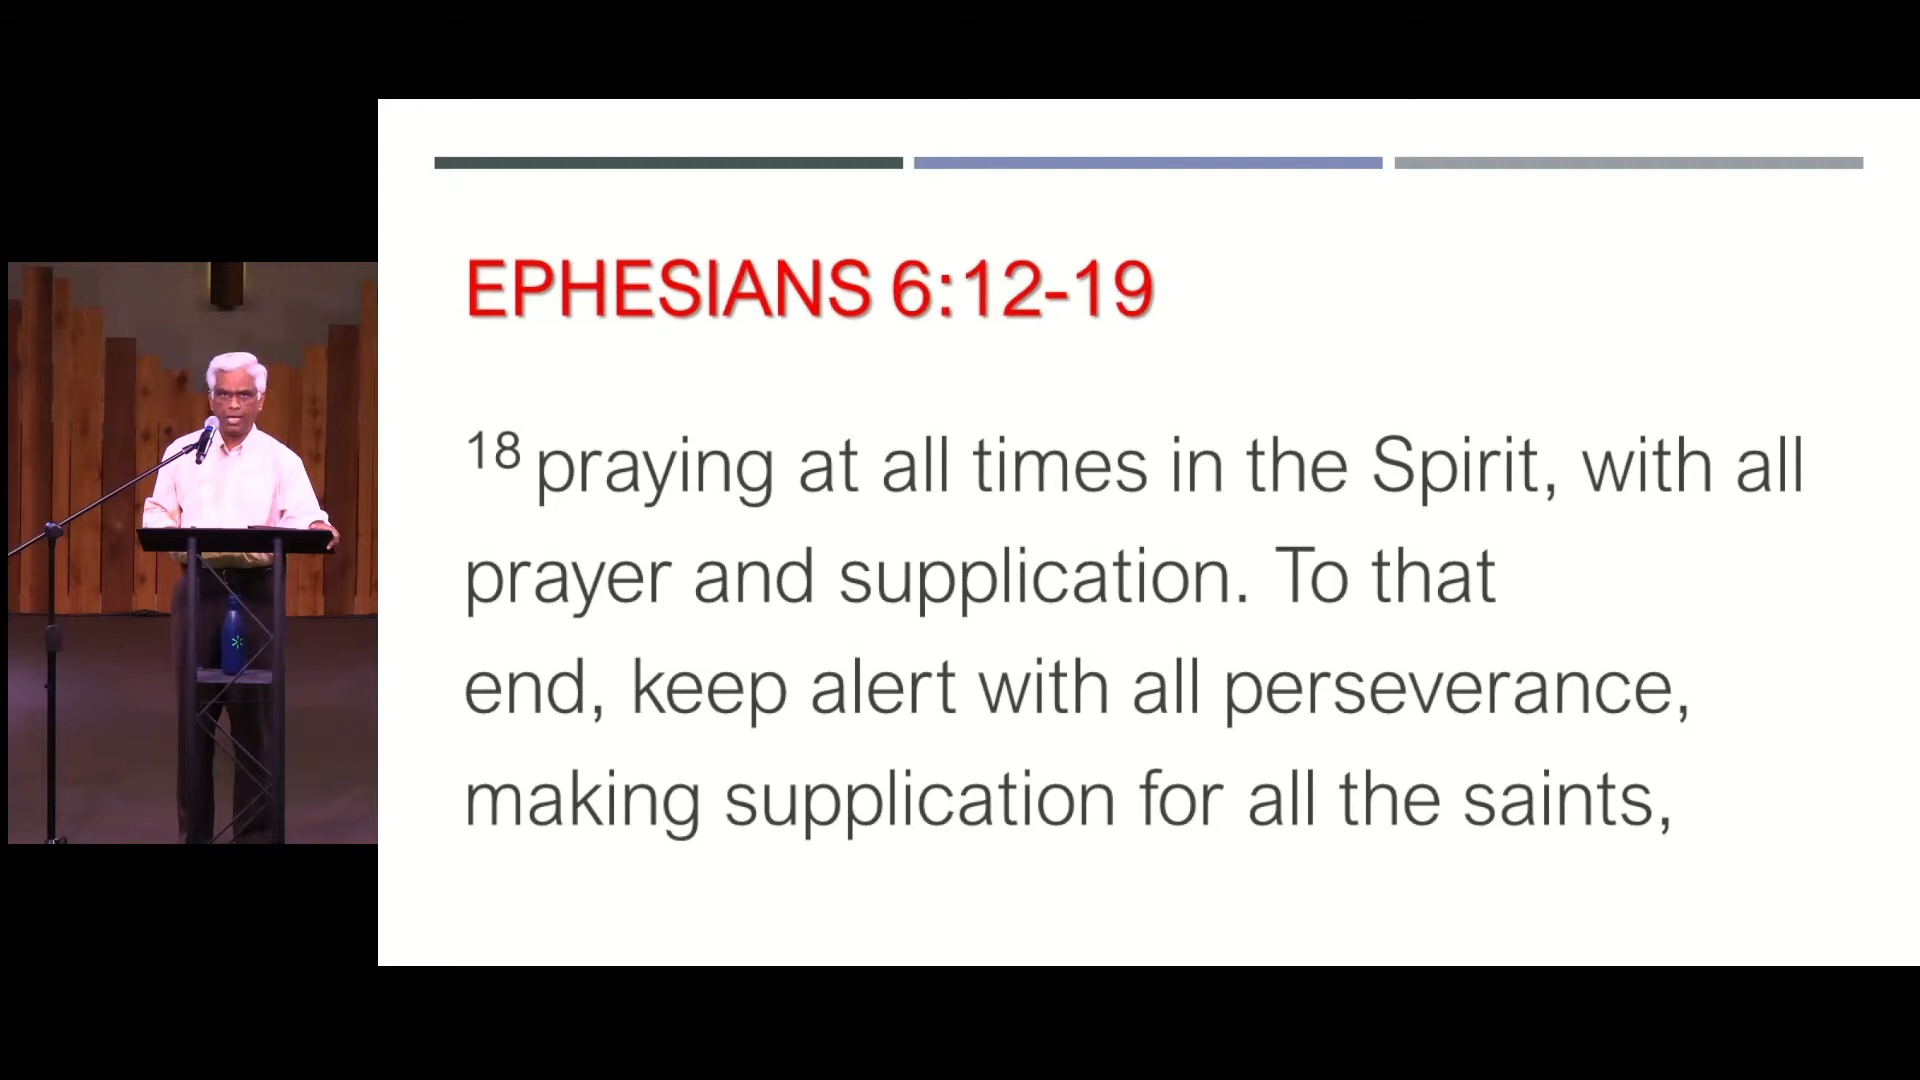 EPHESIANS 6:12-19
18 praying at all times in the Spirit, with all
prayer and supplication. To that
end, keep alert with all perseverance,
making supplication for all the saints,